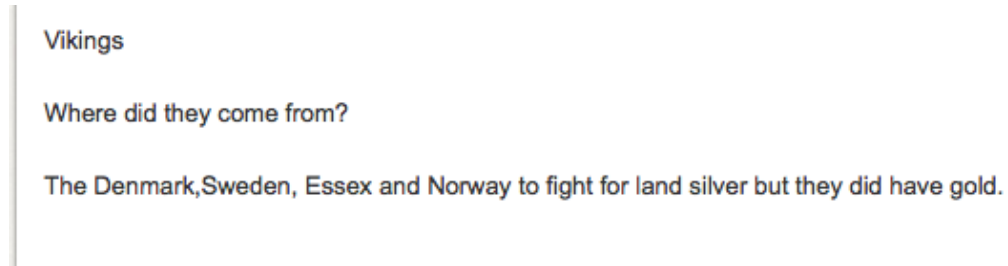 Vikings
Where did they come from?
The Denmark,Sweden, Essex and Norway to fight for land silver but they did have gold.